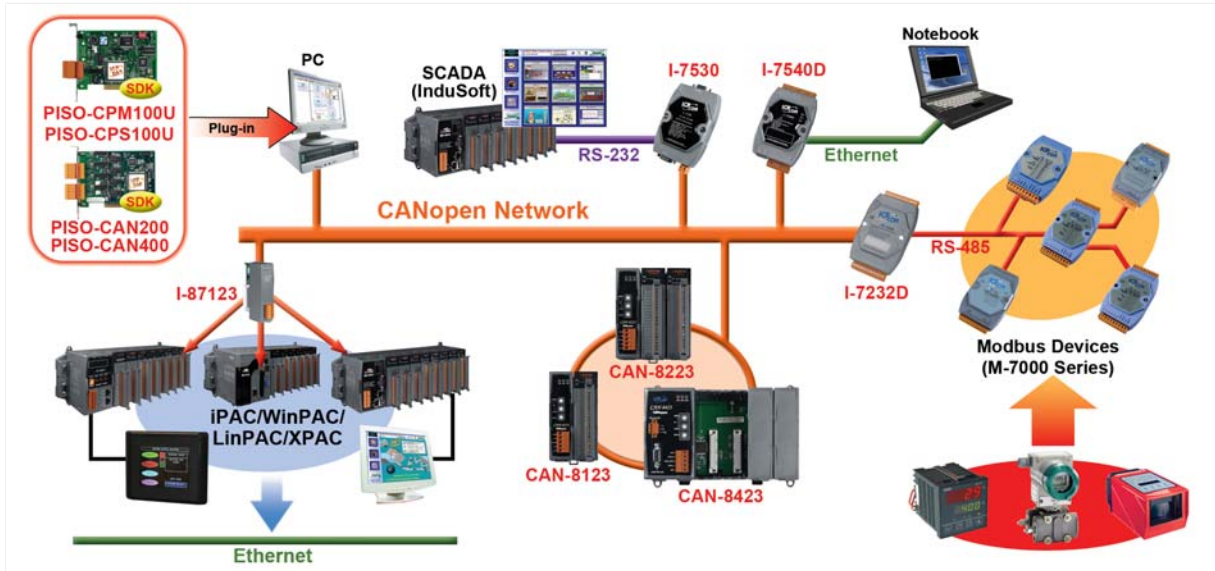 SDK
PISO-CPM100U
PISO-CPS100U
SDK
PISO-CAN200
PISO-CAN400
Plug-in
PC
SCADA
(InduSoft)
RS-232
I-7530
I-7540D
Notebook
Ethernet
CANopen Network
RS-485
I-7232D
Modbus Devices
(M-7000 Series)
I-87123
iPAC/WinPAC/
LinPAC/XPAC
Ethernet
CAN-8223
CAN-8123
CAN-8423